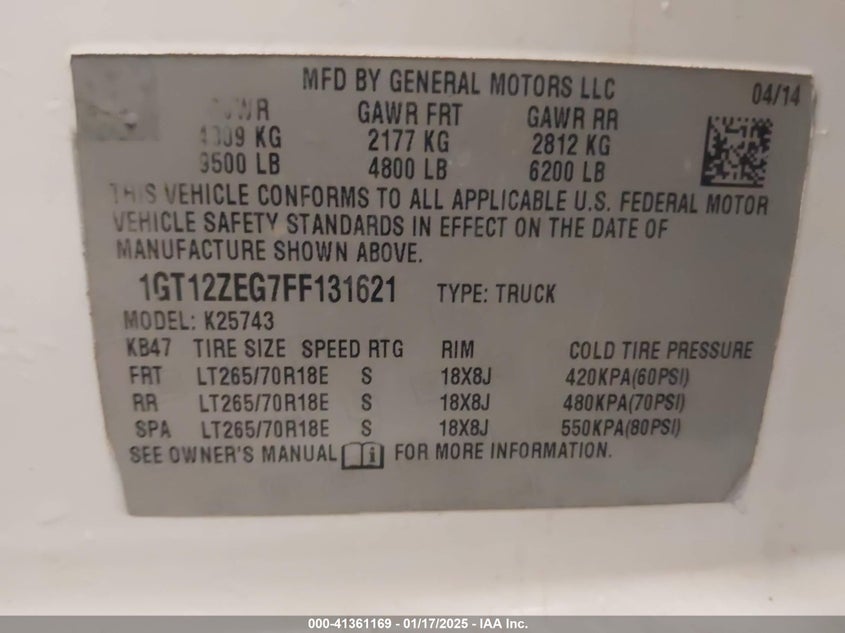 MFD BY GENERAL MOTORS LLC 04/14
GAWR FRT GAWR RR
KG 2177 KG 2812 KG
9500 LB 4800 LB 6200 LB
THIS VEHICLE CONFORMS TO ALL APPLICABLE U.S. FEDERAL MOTOR
VEHICLE SAFETY STANDARDS IN EFFECT ON THE DATE OF
MANUFACTURE SHOWN ABOVE.
1GT12ZEG7FF131621 TYPE: TRUCK
MODEL: K25743
KB47 TIRE SIZE SPEED RTG RIM COLD TIRE PRESSURE
FRT LT265/70R18E S 18X8J 420KPA(60PSI)
RR LT265/70R18E S 18X8J 480KPA(70PSI)
SPA LT265/70R18E S 18X8J 550KPA(80PSI)
SEE OWNER'S MANUAL FOR MORE INFORMATION.
000-41361169 - 01/17/2025 - IAA Inc.